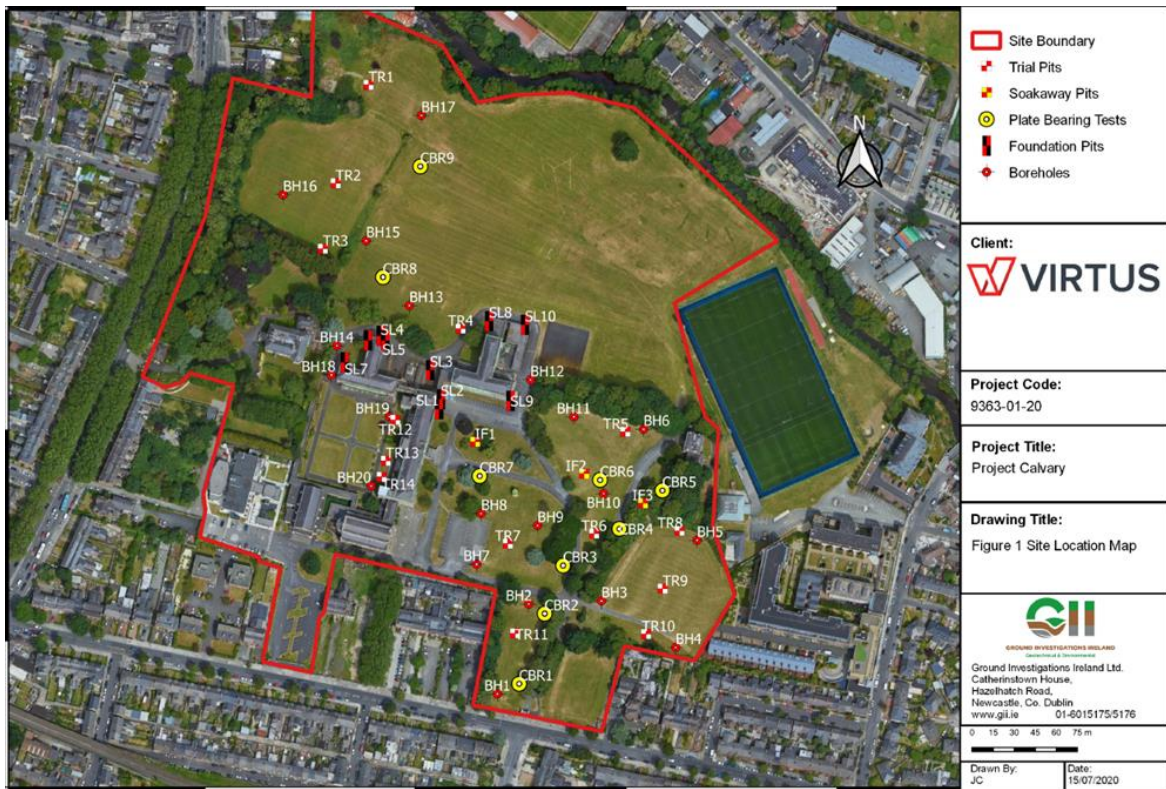 TR1
BH17
CBR9
TR2
BH16
BH15
TR3
CBR8
BH13
SL8
SL10
TR4
SL4
BH14
SL5
SL7
SL3
BH18
BH12
SL2
SL1
SL9
BH19
TR12
BH11
TR5
BH6
IF1
TR13
CBR7
IF2
CBR6
BH20
TR14
CBR5
BH10
IF3
BH8
BH9
TR6
CBR4
TR8
BH5
TR7
BH7
CBR3
TR9
BH2
BH3
CBR2
TR11
TR10
BH4
CBR1
BH1
N
Site Boundary
Trial Pits
Soakaway Pits
Plate Bearing Tests
Foundation Pits
Boreholes
Client:
VIRTUS
Project Code:
9363-01-20
Project Title:
Project Calvary
Drawing Title:
Figure 1 Site Location Map
GII
GROUND INVESTIGATIONS IRELAND
Geotechnical & Environmental
Ground Investigations Ireland Ltd.
Catherinstown House,
Hazelhatch Road,
Newcastle, Co. Dublin
www.gii.ie 01-6015175/5176
0 15 30 45 60 75 m
Drawn By:
JC
Date:
15/07/2020